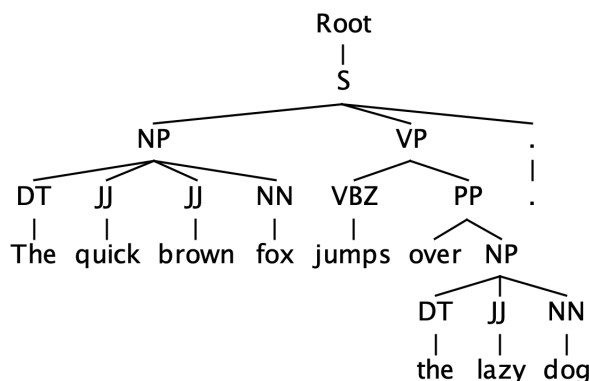 Root
S
NP VP .
DT JJ JJ NN VBZ PP .
The quick brown fox jumps over NP
DT JJ NN
the lazy dog